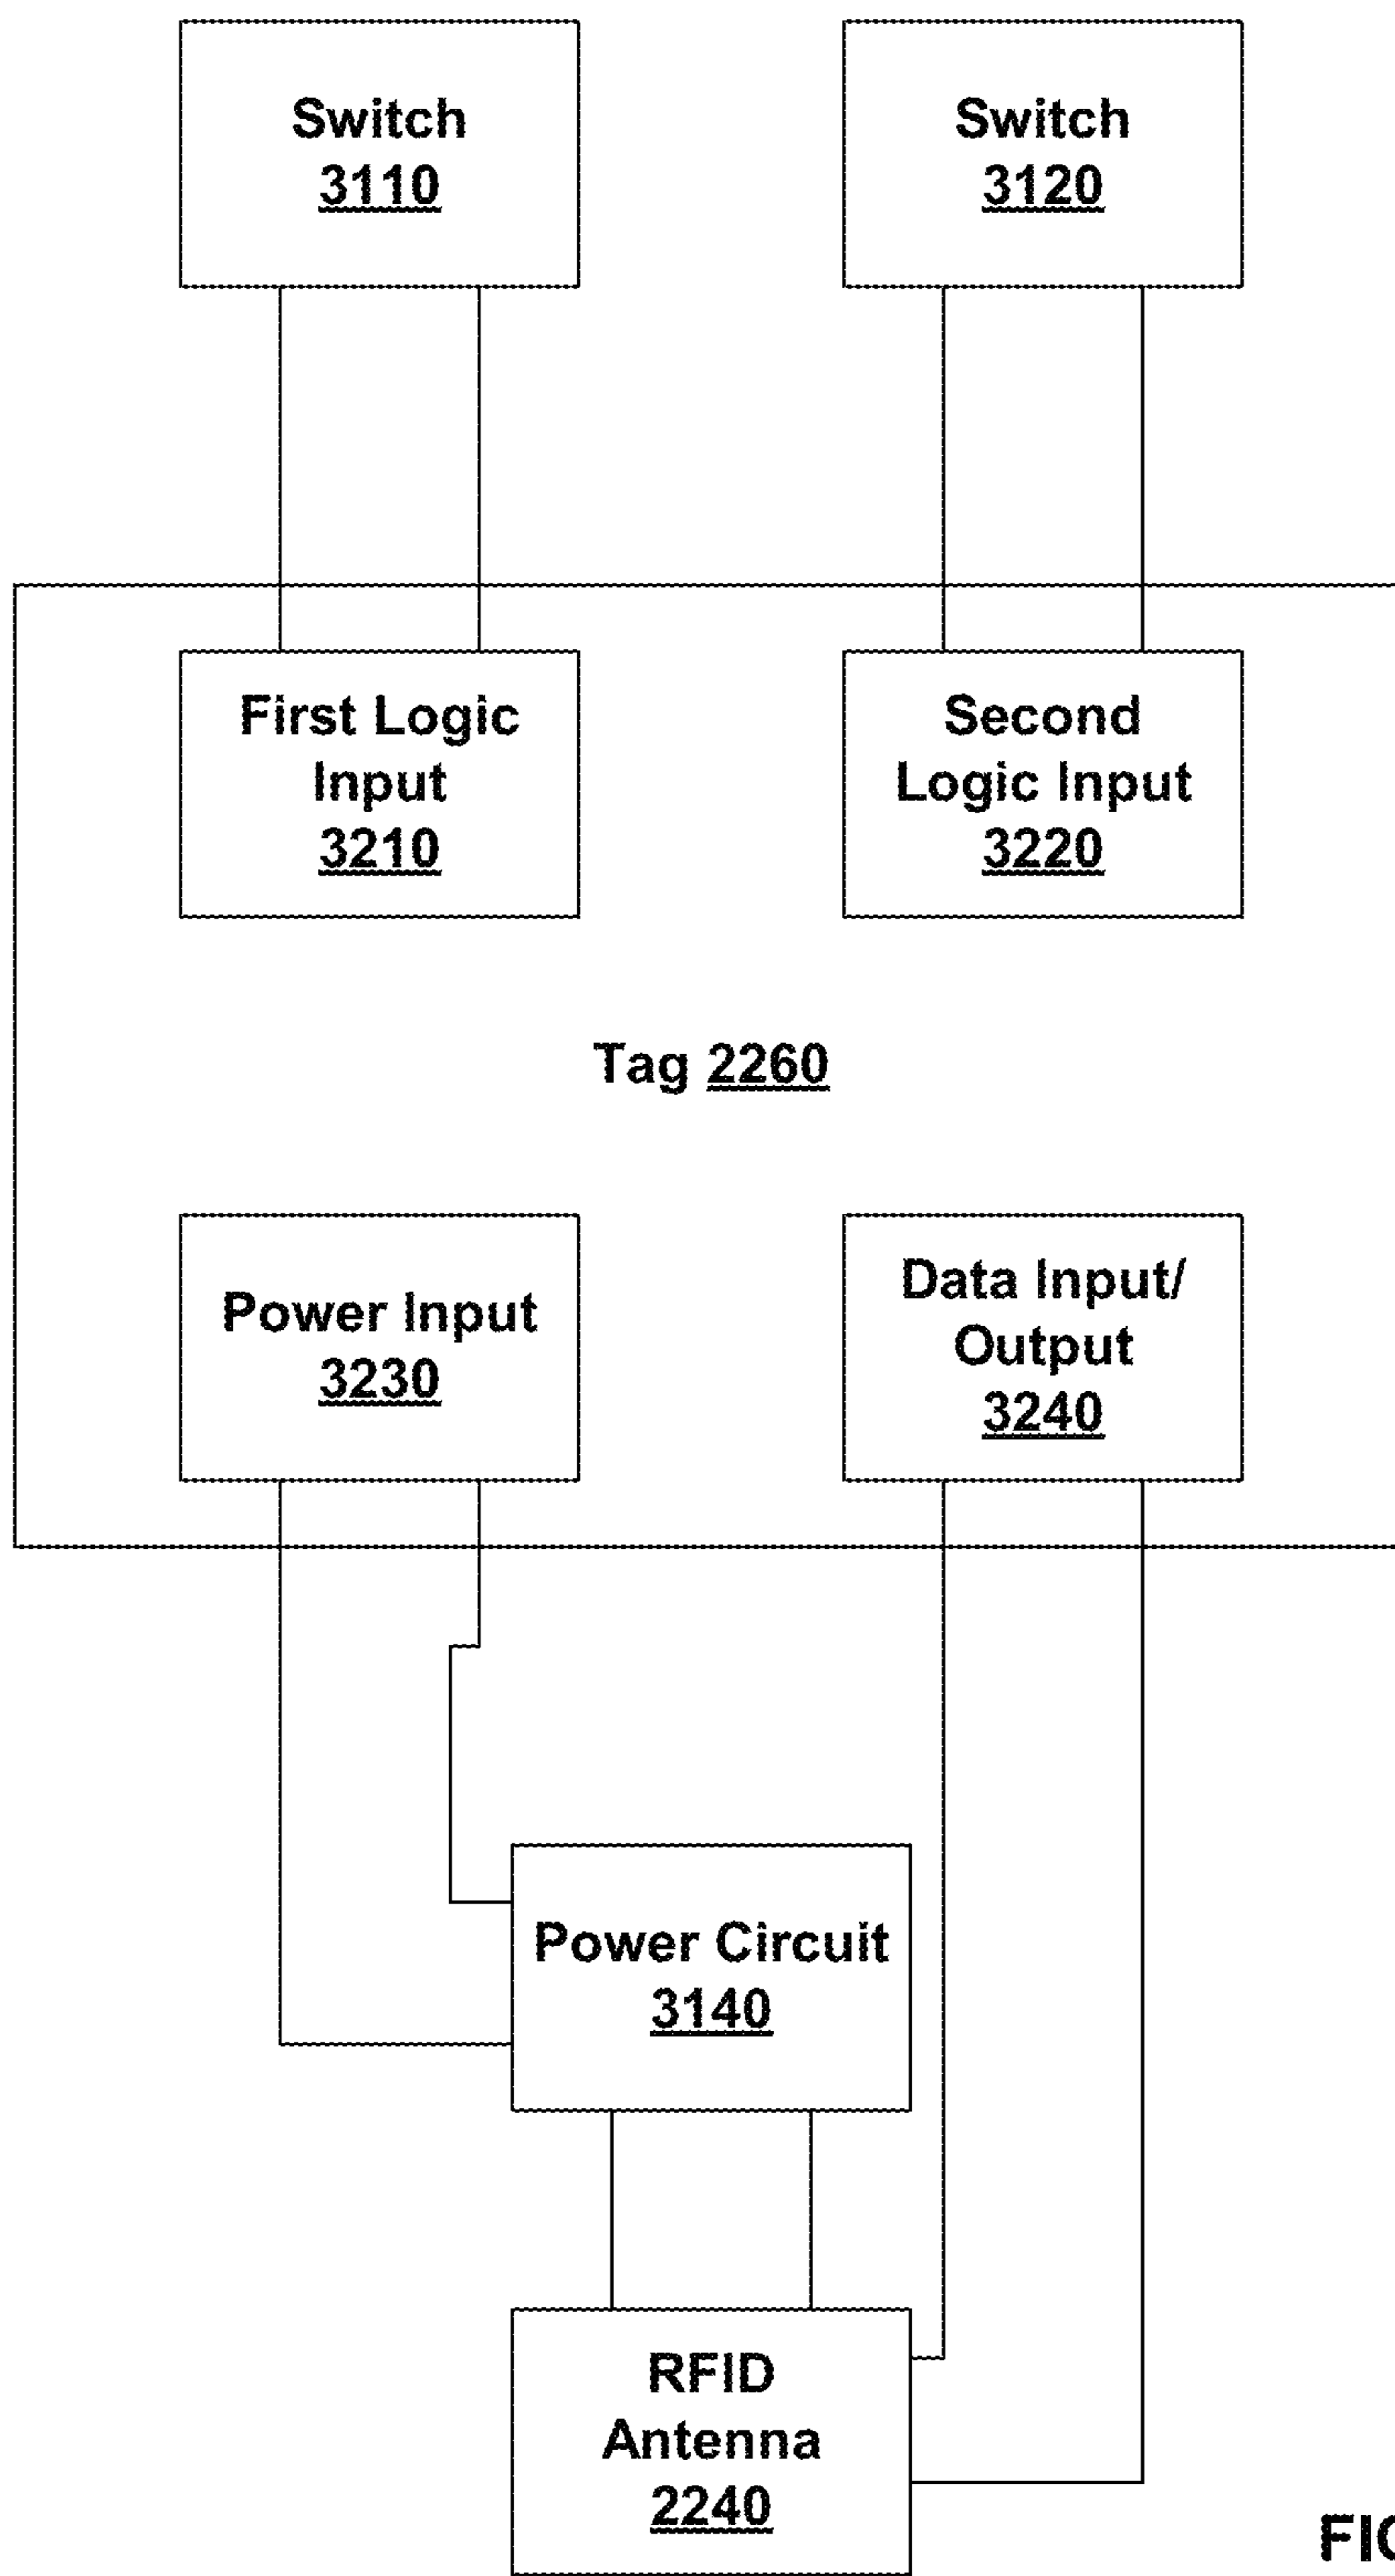 Switch
3110
Switch
3120
First Logic
Input
3210
Second
Logic Input
3220
Tag 2260
Power Input
3230
Data Input/
Output
3240
Power Circuit
3140
RFID
Antenna
2240